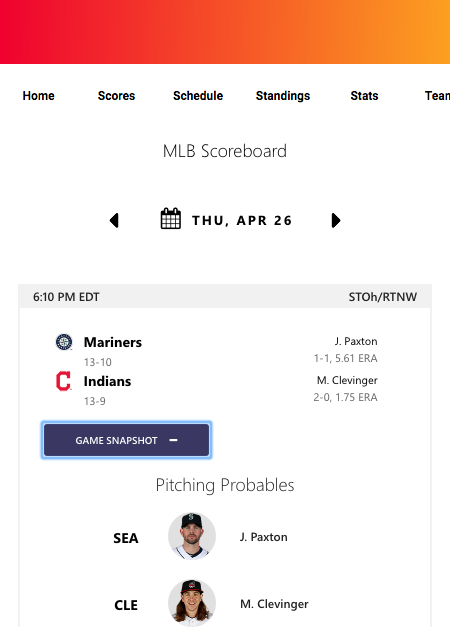 Home Scores Schedule Standings Stats
MLB Scoreboard
THU, APR 26
6:10 PM EDT STOh/RTNW
Mariners J. Paxton
13-10 1-1, 5.61 ERA
Indians M. Clevinger
13-9 2-0, 1.75 ERA
GAME SNAPSHOT
Pitching Probables
SEA J. Paxton
CLE M. Clevinger